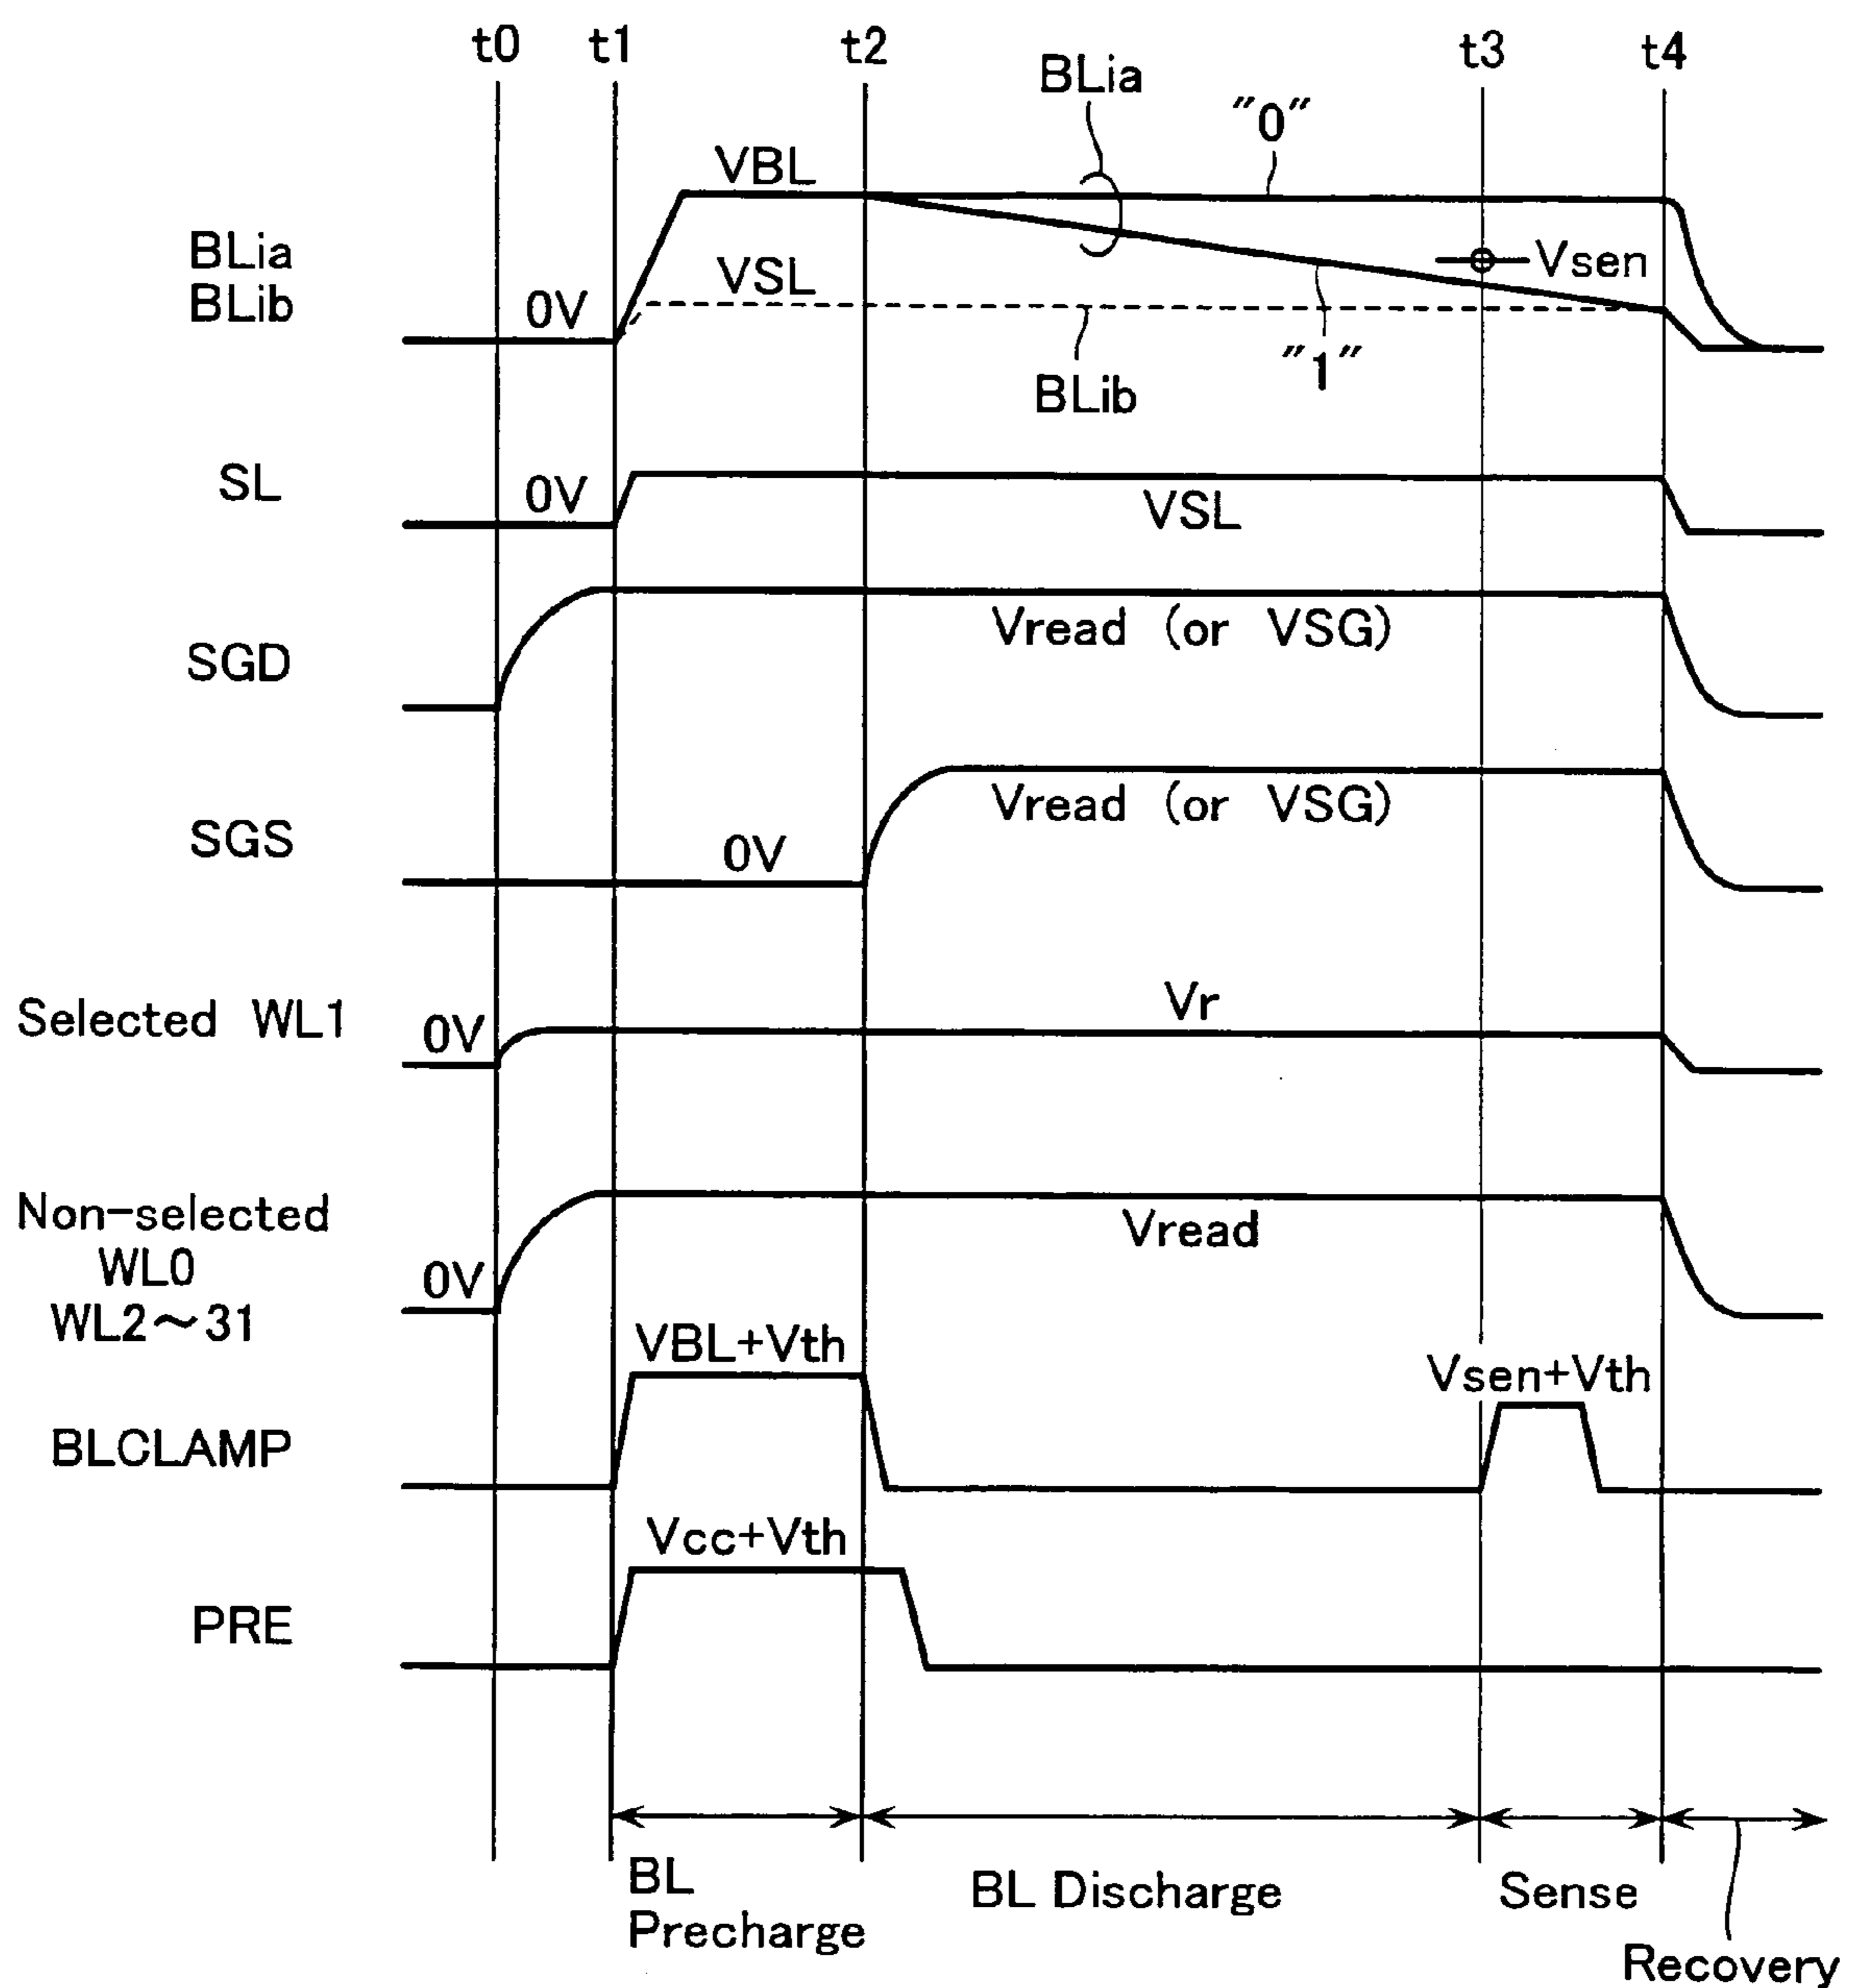 t0 t1 t2 t3 t4
BLia
"0"
VBL
BLia
BLib
0V
VSL
Vsen
"1"
BLib
SL
0V
VSL
SGD
Vread (or VSG)
SGS
0V
Vread (or VSG)
Selected WL1
0V
Vr
Non-selected
WL0
WL2～31
0V
Vread
BLCLAMP
VBL+Vth
Vsen+Vth
PRE
Vcc+Vth
BL
Precharge
BL Discharge
Sense
Recovery